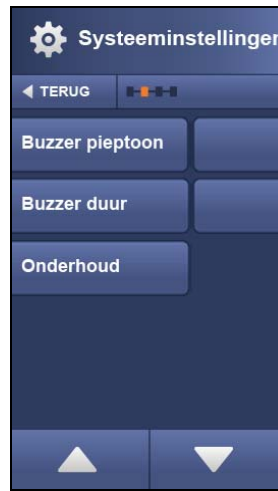 Systeeminstellingen
TERUG
Buzzer pieptoon
Buzzer duur
Onderhoud